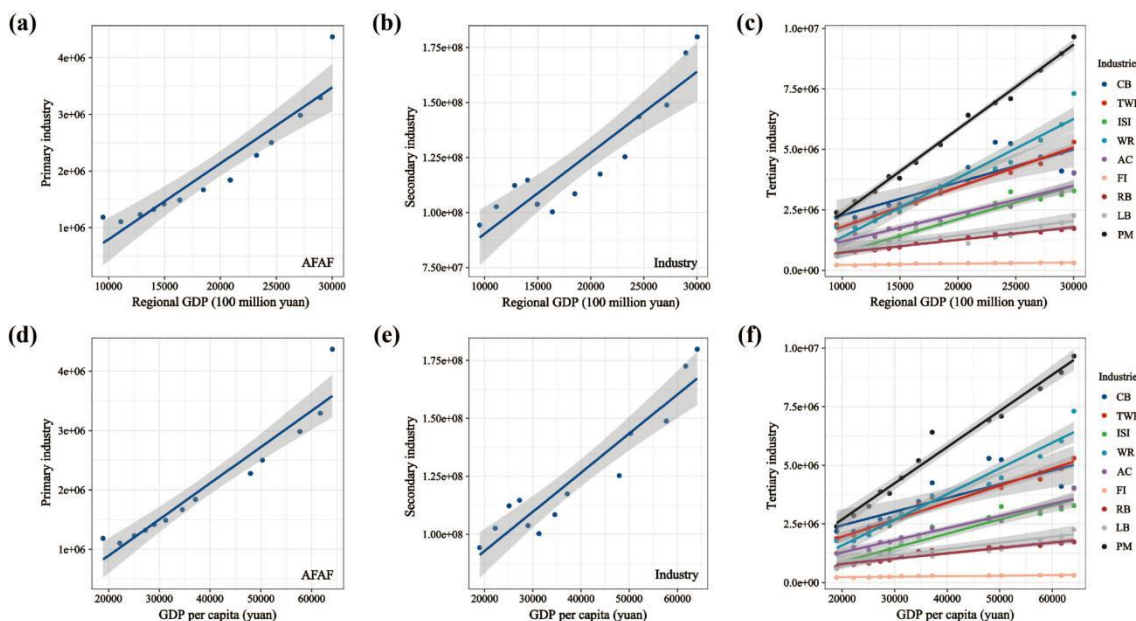 (a)
4e+06
3e+06
2e+06
1e+06
Primary industry
AFAF
10000 15000 20000 25000 30000
Regional GDP (100 million yuan)
(b)
1.75e+08
1.50e+08
1.25e+08
1.00e+08
7.50e+07
Secondary industry
Industry
10000 15000 20000 25000 30000
Regional GDP (100 million yuan)
(c)
1.0e+07
7.5e+06
5.0e+06
2.5e+06
0.0e+00
Tertiary industry
10000 15000 20000 25000 30000
Regional GDP (100 million yuan)
Industries
CB
TWI
ISI
WR
AC
FI
RB
LB
PM
(d)
4e+06
3e+06
2e+06
1e+06
Primary industry
AFAF
20000 30000 40000 50000 60000
GDP per capita (yuan)
(e)
1.75e+08
1.50e+08
1.25e+08
1.00e+08
Secondary industry
Industry
20000 30000 40000 50000 60000
GDP per capita (yuan)
(f)
1.0e+07
7.5e+06
5.0e+06
2.5e+06
0.0e+00
Tertiary industry
20000 30000 40000 50000 60000
GDP per capita (yuan)
Industries
CB
TWI
ISI
WR
AC
FI
RB
LB
PM